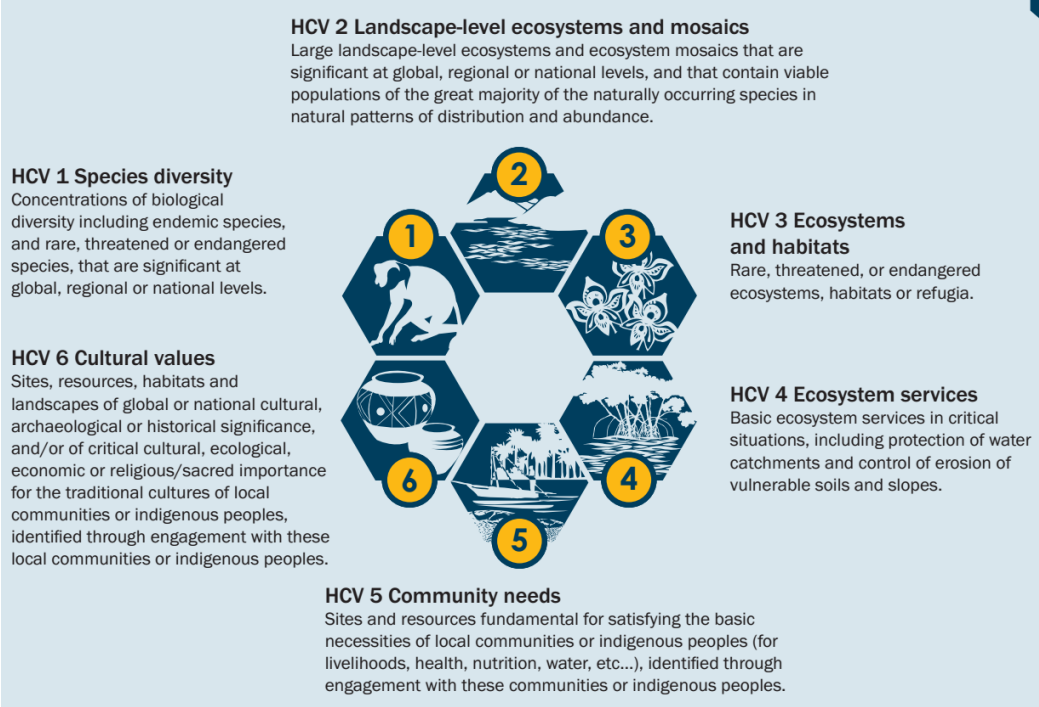 HCV 2 Landscape-level ecosystems and mosaics
Large landscape-level ecosystems and ecosystem mosaics that are
significant at global, regional or national levels, and that contain viable
populations of the great majority of the naturally occurring species in
natural patterns of distribution and abundance.
HCV 1 Species diversity
Concentrations of biological
diversity including endemic species,
and rare, threatened or endangered
species, that are significant at
global, regional or national levels.
2
1
3
HCV 3 Ecosystems
and habitats
Rare, threatened, or endangered
ecosystems, habitats or refugia.
HCV 6 Cultural values
Sites, resources, habitats and
landscapes of global or national cultural,
archaeological or historical significance,
and/or of critical cultural, ecological,
economic or religious/sacred importance
for the traditional cultures of local
communities or indigenous peoples,
identified through engagement with these
local communities or indigenous peoples.
6
4
5
HCV 4 Ecosystem services
Basic ecosystem services in critical
situations, including protection of water
catchments and control of erosion of
vulnerable soils and slopes.
HCV 5 Community needs
Sites and resources fundamental for satisfying the basic
necessities of local communities or indigenous peoples (for
livelihoods, health, nutrition, water, etc...), identified through
engagement with these communities or indigenous peoples.